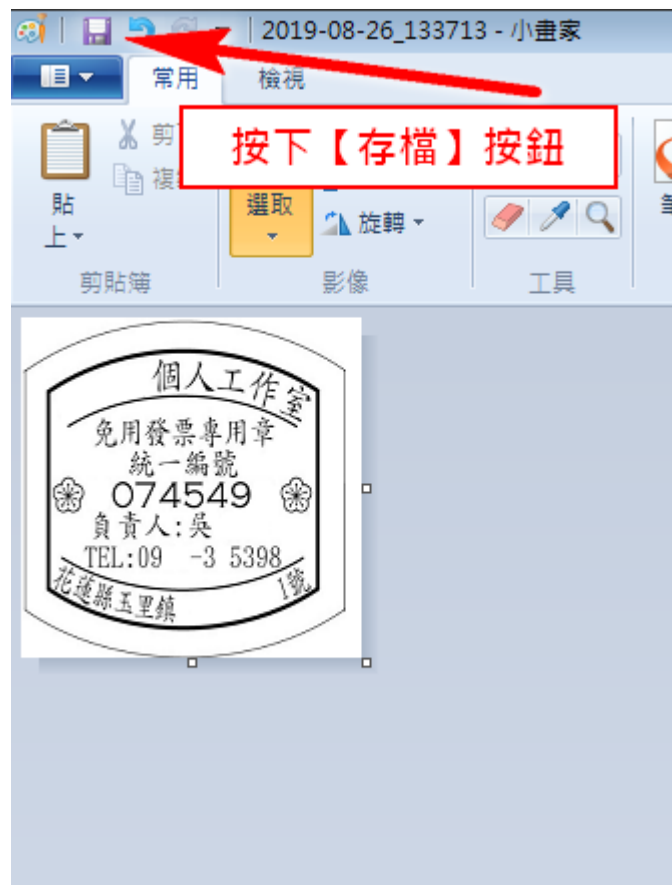 2019-08-26_133713 - 小畫家
常用 檢視
按下【存檔】按鈕
剪
複
貼
上
選取
旋轉
剪貼簿 影像 工具
個人工作室
免用發票專用章
統一編號
074549
負責人:吳
TEL:09 -3 5398
花蓮縣玉里鎮 1號